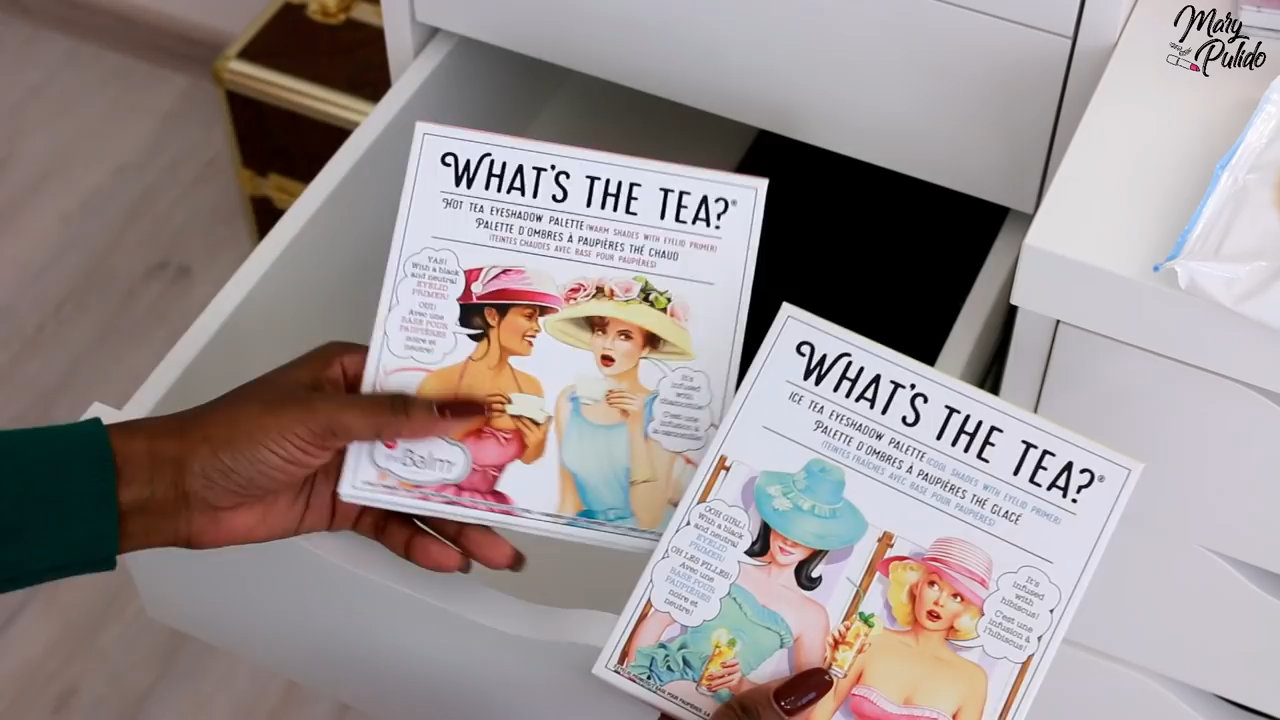 Mary
Pulido
WHAT'S THE TEA?®
HOT TEA EYESHADOW PALETTE (WARM SHADES WITH EYELID PRIMER)
PALETTE D'OMBRES À PAUPIÈRES THÉ CHAUD
(TEINTES CHAUDES AVEC BASE POUR PAUPIÈRES)
YAS!
With a black
and neutral
EYELID
PRIMER!
OUI!
Avec une
BASE POUR
PAUPIÈRES
noire et
neutre!
It's
infused
with
chamomile!
C'est une
infusion à
la camomille!
theBalm
WHAT'S THE TEA?®
ICE TEA EYESHADOW PALETTE (COOL SHADES WITH EYELID PRIMER)
PALETTE D'OMBRES À PAUPIÈRES THÉ GLACÉ
(TEINTES FRAÎCHES AVEC BASE POUR PAUPIÈRES)
OOH GIRL!
With a black
and neutral
EYELID
PRIMER!
OH LES FILLES!
Avec une
BASE POUR
PAUPIÈRES
noire et
neutre!
It's
infused
with
hibiscus!
C'est une
infusion à
l'hibiscus!